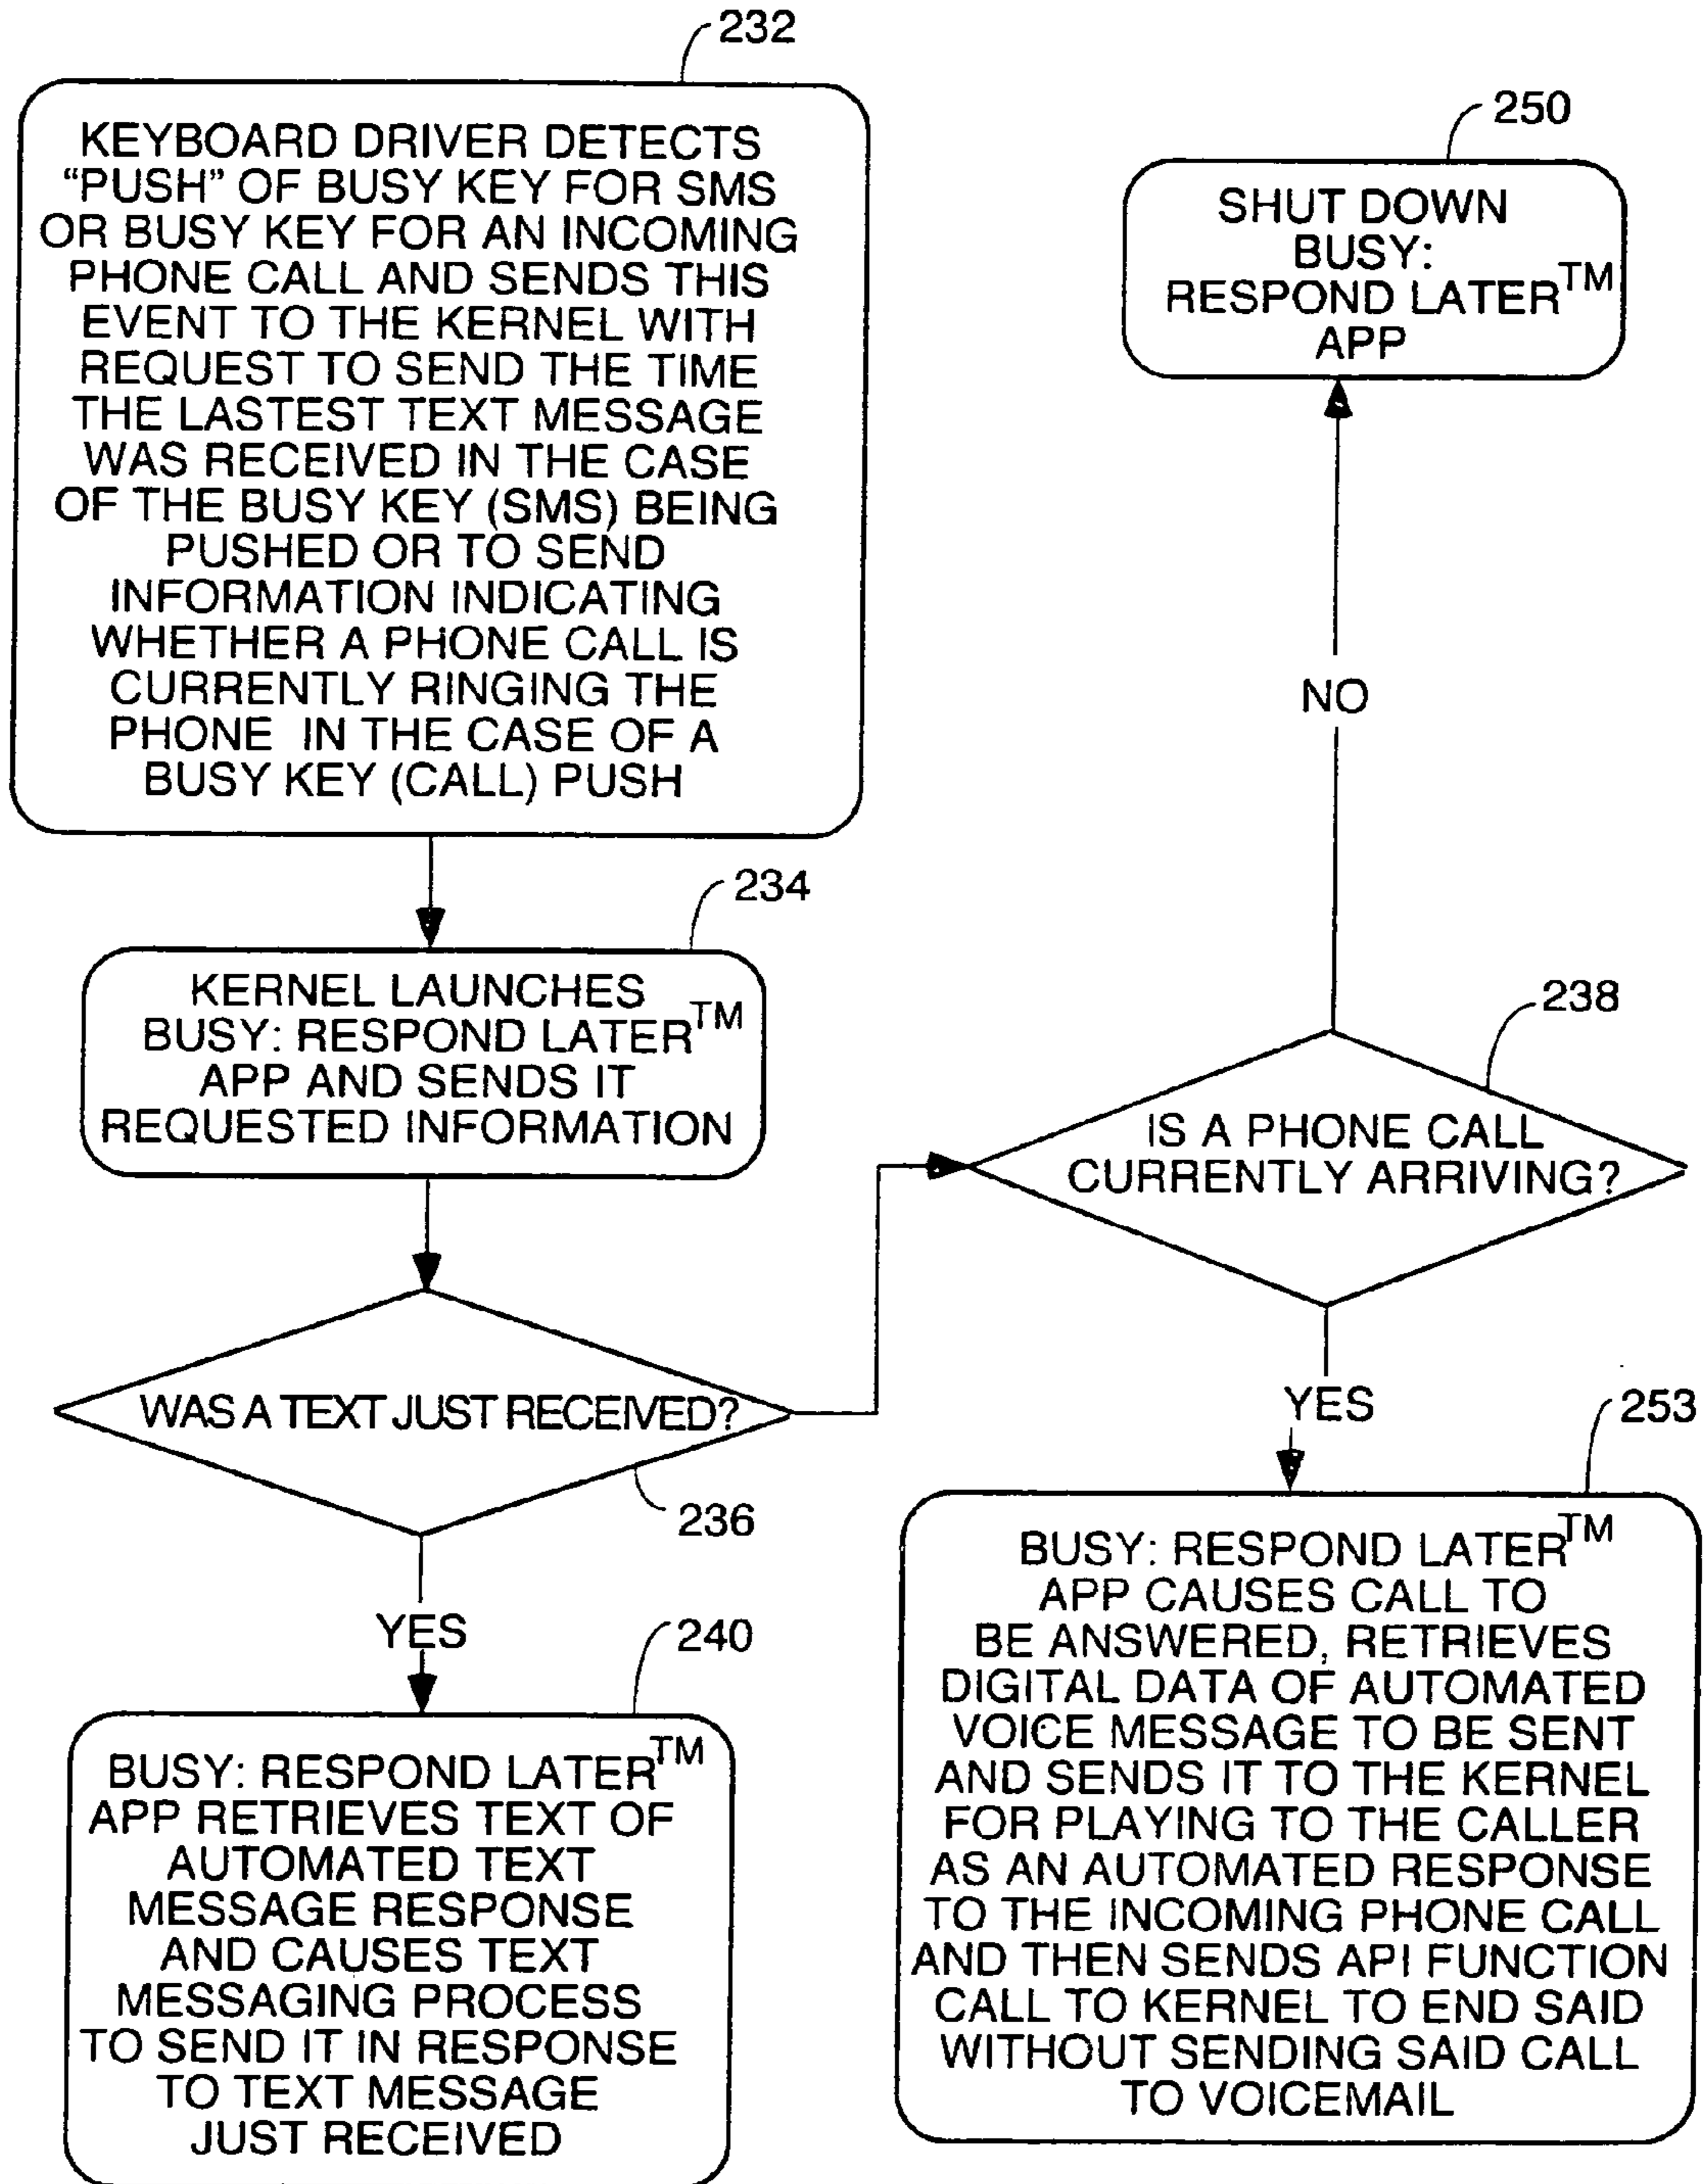 232
KEYBOARD DRIVER DETECTS
“PUSH” OF BUSY KEY FOR SMS
OR BUSY KEY FOR AN INCOMING
PHONE CALL AND SENDS THIS
EVENT TO THE KERNEL WITH
REQUEST TO SEND THE TIME
THE LASTEST TEXT MESSAGE
WAS RECEIVED IN THE CASE
OF THE BUSY KEY (SMS) BEING
PUSHED OR TO SEND
INFORMATION INDICATING
WHETHER A PHONE CALL IS
CURRENTLY RINGING THE
PHONE IN THE CASE OF A
BUSY KEY (CALL) PUSH
234
KERNEL LAUNCHES
BUSY: RESPOND LATER™
APP AND SENDS IT
REQUESTED INFORMATION
WAS A TEXT JUST RECEIVED?
236
YES
240
BUSY: RESPOND LATER™
APP RETRIEVES TEXT OF
AUTOMATED TEXT
MESSAGE RESPONSE
AND CAUSES TEXT
MESSAGING PROCESS
TO SEND IT IN RESPONSE
TO TEXT MESSAGE
JUST RECEIVED
250
SHUT DOWN
BUSY:
RESPOND LATER™
APP
NO
238
IS A PHONE CALL
CURRENTLY ARRIVING?
YES
253
BUSY: RESPOND LATER™
APP CAUSES CALL TO
BE ANSWERED, RETRIEVES
DIGITAL DATA OF AUTOMATED
VOICE MESSAGE TO BE SENT
AND SENDS IT TO THE KERNEL
FOR PLAYING TO THE CALLER
AS AN AUTOMATED RESPONSE
TO THE INCOMING PHONE CALL
AND THEN SENDS API FUNCTION
CALL TO KERNEL TO END SAID
WITHOUT SENDING SAID CALL
TO VOICEMAIL